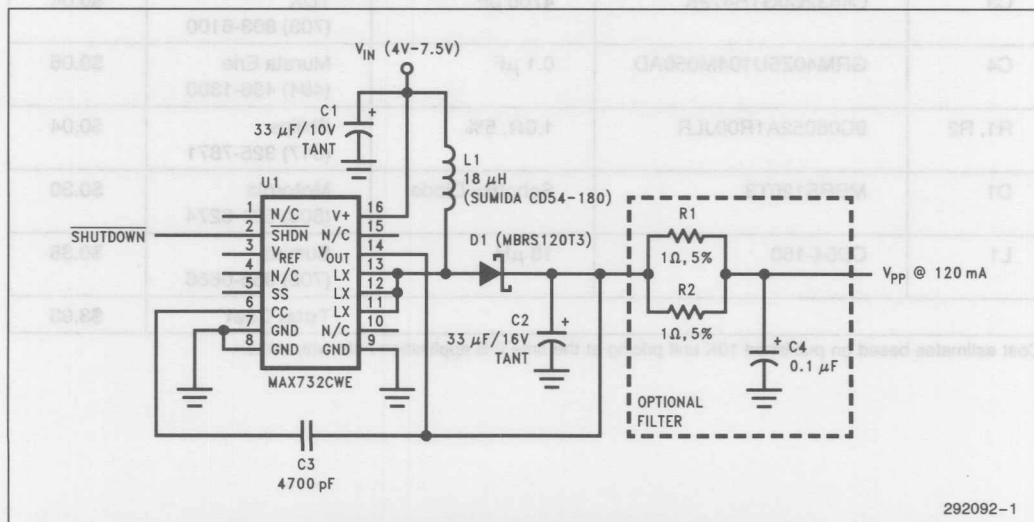 V_IN (4V–7.5V)
C1
33 µF/10V
TANT
L1
18 µH
(SUMIDA CD54-180)
U1
1 N/C V+ 16
SHUTDOWN 2 SHDN N/C 15
3 V_REF V_OUT 14
4 N/C LX 13
5 SS LX 12
6 CC LX 11
7 GND N/C 10
8 GND GND 9
MAX732CWE
D1 (MBRS120T3)
C2
33 µF/16V
TANT
R1
1Ω, 5%
R2
1Ω, 5%
V_PP @ 120 mA
C4
0.1 µF
OPTIONAL
FILTER
C3
4700 pF
292092–1